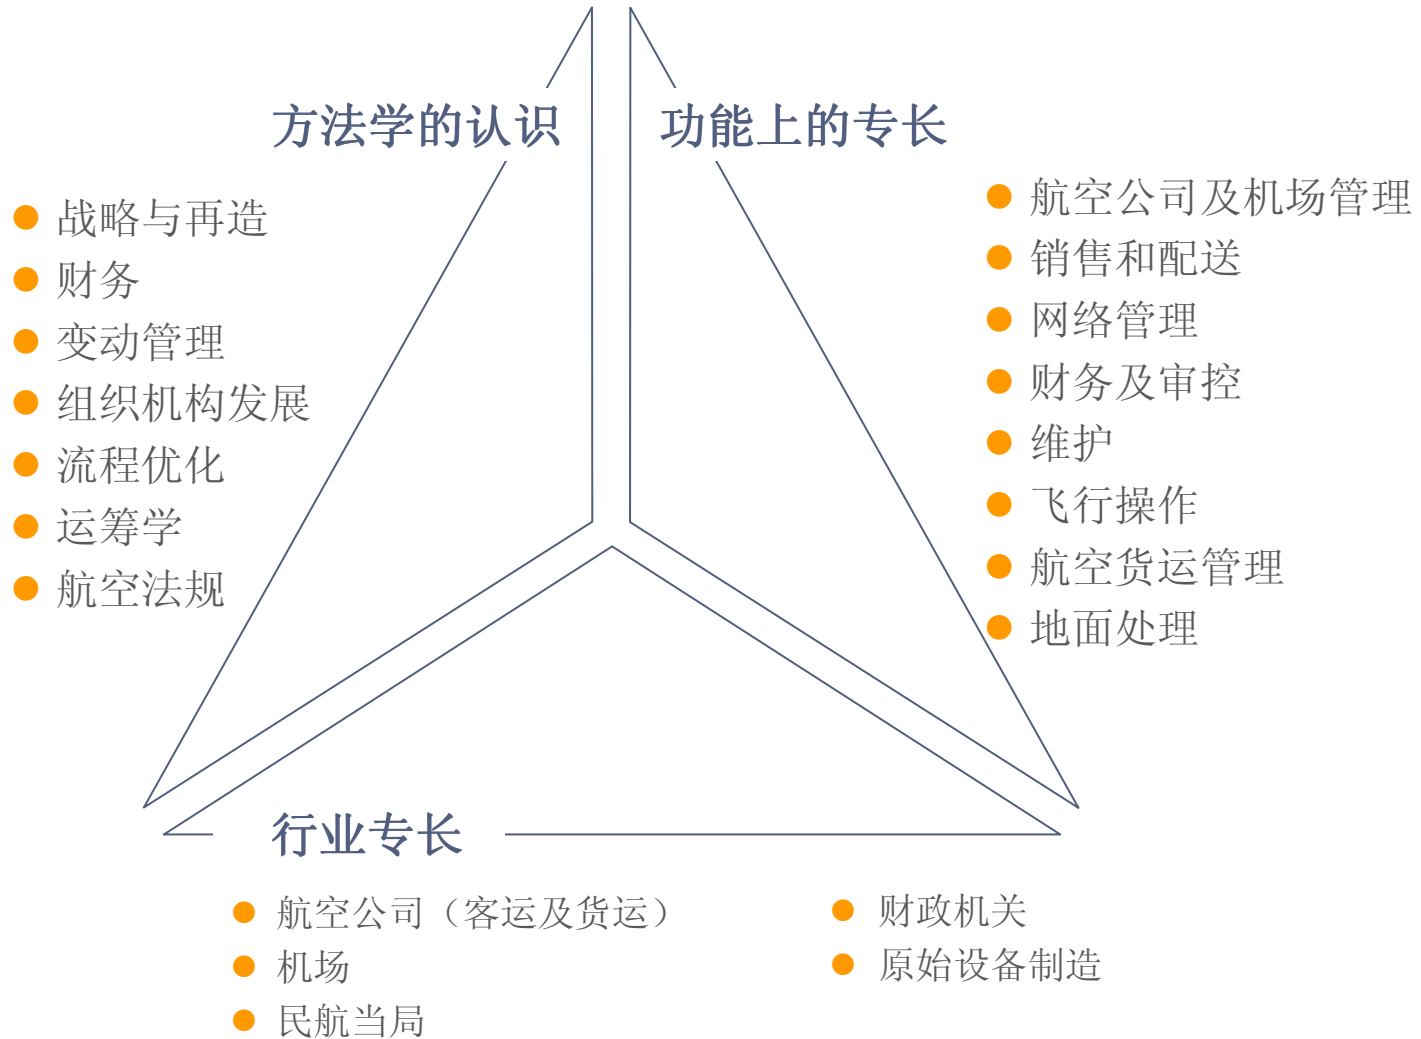 方法学的认识
战略与再造
财务
变动管理
组织机构发展
流程优化
运筹学
航空法规
功能上的专长
航空公司及机场管理
销售和配送
网络管理
财务及审控
维护
飞行操作
航空货运管理
地面处理
行业专长
航空公司（客运及货运）
机场
民航当局
财政机关
原始设备制造